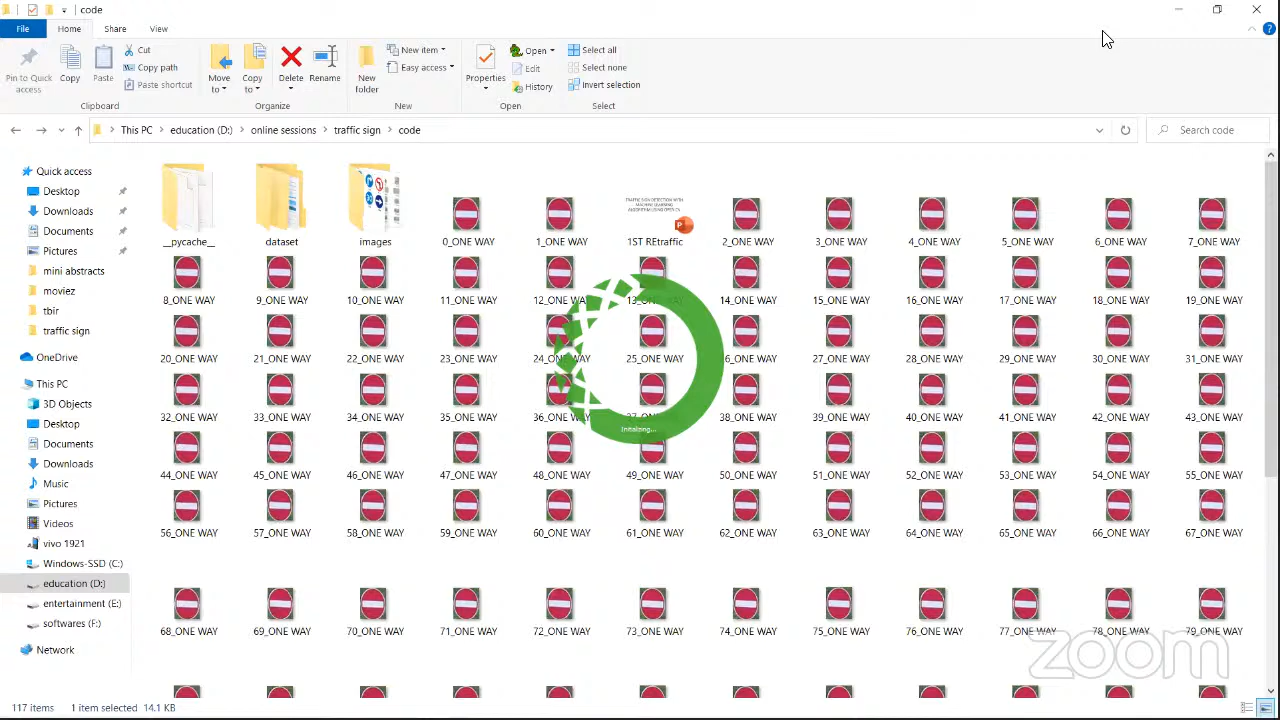 code
File Home Share View
Pin to Quick access
Copy
Paste
Cut
Copy path
Paste shortcut
Clipboard
Move to
Copy to
Delete
Rename
Organize
New folder
New item
Easy access
New
Properties
Open
Edit
History
Open
Select all
Select none
Invert selection
Select
This PC > education (D:) > online sessions > traffic sign > code
Search code
Quick access
Desktop
Downloads
Documents
Pictures
mini abstracts
moviez
tbir
traffic sign
OneDrive
This PC
3D Objects
Desktop
Documents
Downloads
Music
Pictures
Videos
vivo 1921
Windows-SSD (C:)
education (D:)
entertainment (E:)
softwares (F:)
Network
TRAFFIC SIGN DETECTION WITH
MACHINE LEARNING
ALGORITHM USING OPEN CV
__pycache__ dataset images 0_ONE WAY 1_ONE WAY 1ST REtraffic 2_ONE WAY 3_ONE WAY 4_ONE WAY 5_ONE WAY 6_ONE WAY 7_ONE WAY
8_ONE WAY 9_ONE WAY 10_ONE WAY 11_ONE WAY 12_ONE WAY 13_ONE WAY 14_ONE WAY 15_ONE WAY 16_ONE WAY 17_ONE WAY 18_ONE WAY 19_ONE WAY
20_ONE WAY 21_ONE WAY 22_ONE WAY 23_ONE WAY 24_ONE WAY 25_ONE WAY 26_ONE WAY 27_ONE WAY 28_ONE WAY 29_ONE WAY 30_ONE WAY 31_ONE WAY
32_ONE WAY 33_ONE WAY 34_ONE WAY 35_ONE WAY 36_ONE WAY 37_ONE WAY 38_ONE WAY 39_ONE WAY 40_ONE WAY 41_ONE WAY 42_ONE WAY 43_ONE WAY
Initializing...
44_ONE WAY 45_ONE WAY 46_ONE WAY 47_ONE WAY 48_ONE WAY 49_ONE WAY 50_ONE WAY 51_ONE WAY 52_ONE WAY 53_ONE WAY 54_ONE WAY 55_ONE WAY
56_ONE WAY 57_ONE WAY 58_ONE WAY 59_ONE WAY 60_ONE WAY 61_ONE WAY 62_ONE WAY 63_ONE WAY 64_ONE WAY 65_ONE WAY 66_ONE WAY 67_ONE WAY
68_ONE WAY 69_ONE WAY 70_ONE WAY 71_ONE WAY 72_ONE WAY 73_ONE WAY 74_ONE WAY 75_ONE WAY 76_ONE WAY 77_ONE WAY 78_ONE WAY 79_ONE WAY
zoom
117 items 1 item selected 14.1 KB